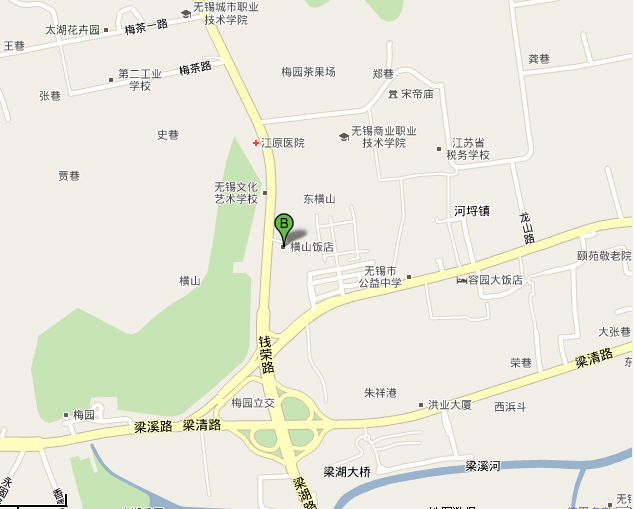 无锡城市职业
技术学院
太湖花卉园
梅茶一路
王巷
龚巷
梅茶路
第二工业
学校
梅园茶果场
郑巷
宋帝庙
张巷
史巷
江原医院
无锡商业职业
技术学院
江苏省
税务学校
贾巷
无锡文化
艺术学校
东横山
河埒镇
龙山路
B
横山饭店
颐苑敬老院
无锡市
公益中学
容园大饭店
横山
大张巷
钱荣路
荣巷
梁清路
东
朱祥港
梅园立交
洪业大厦
西浜斗
梅园
梁溪路
梁清路
梁湖大桥
梁溪河
梁湖路